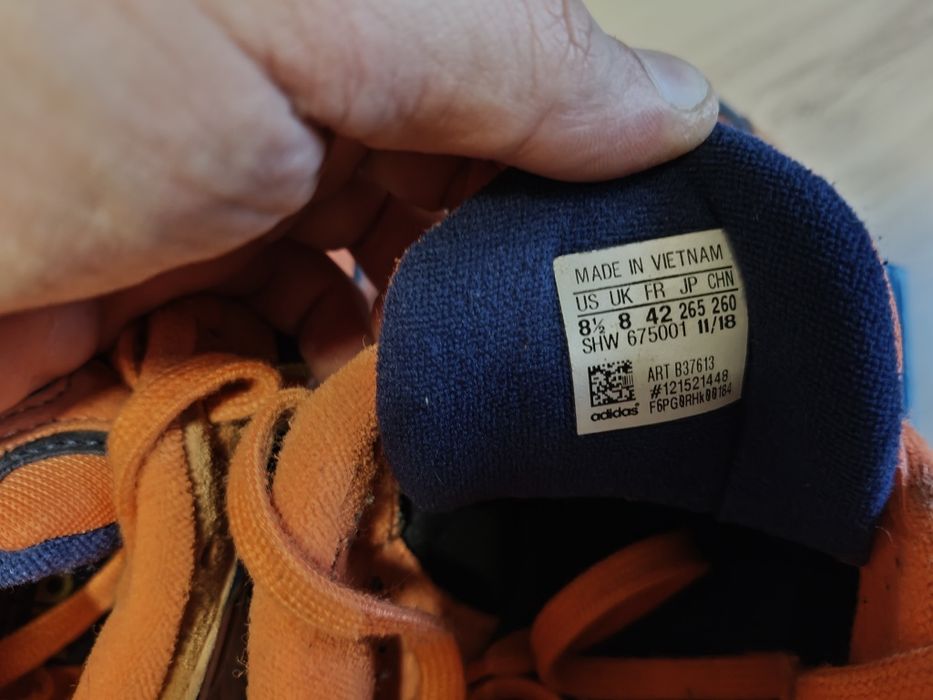 MADE IN VIETNAM
US UK FR JP CHN
8½ 8 42 265 260
SHW 675001 11/18
ART B37613
#121521448
F6PG0RHk00184
adidas